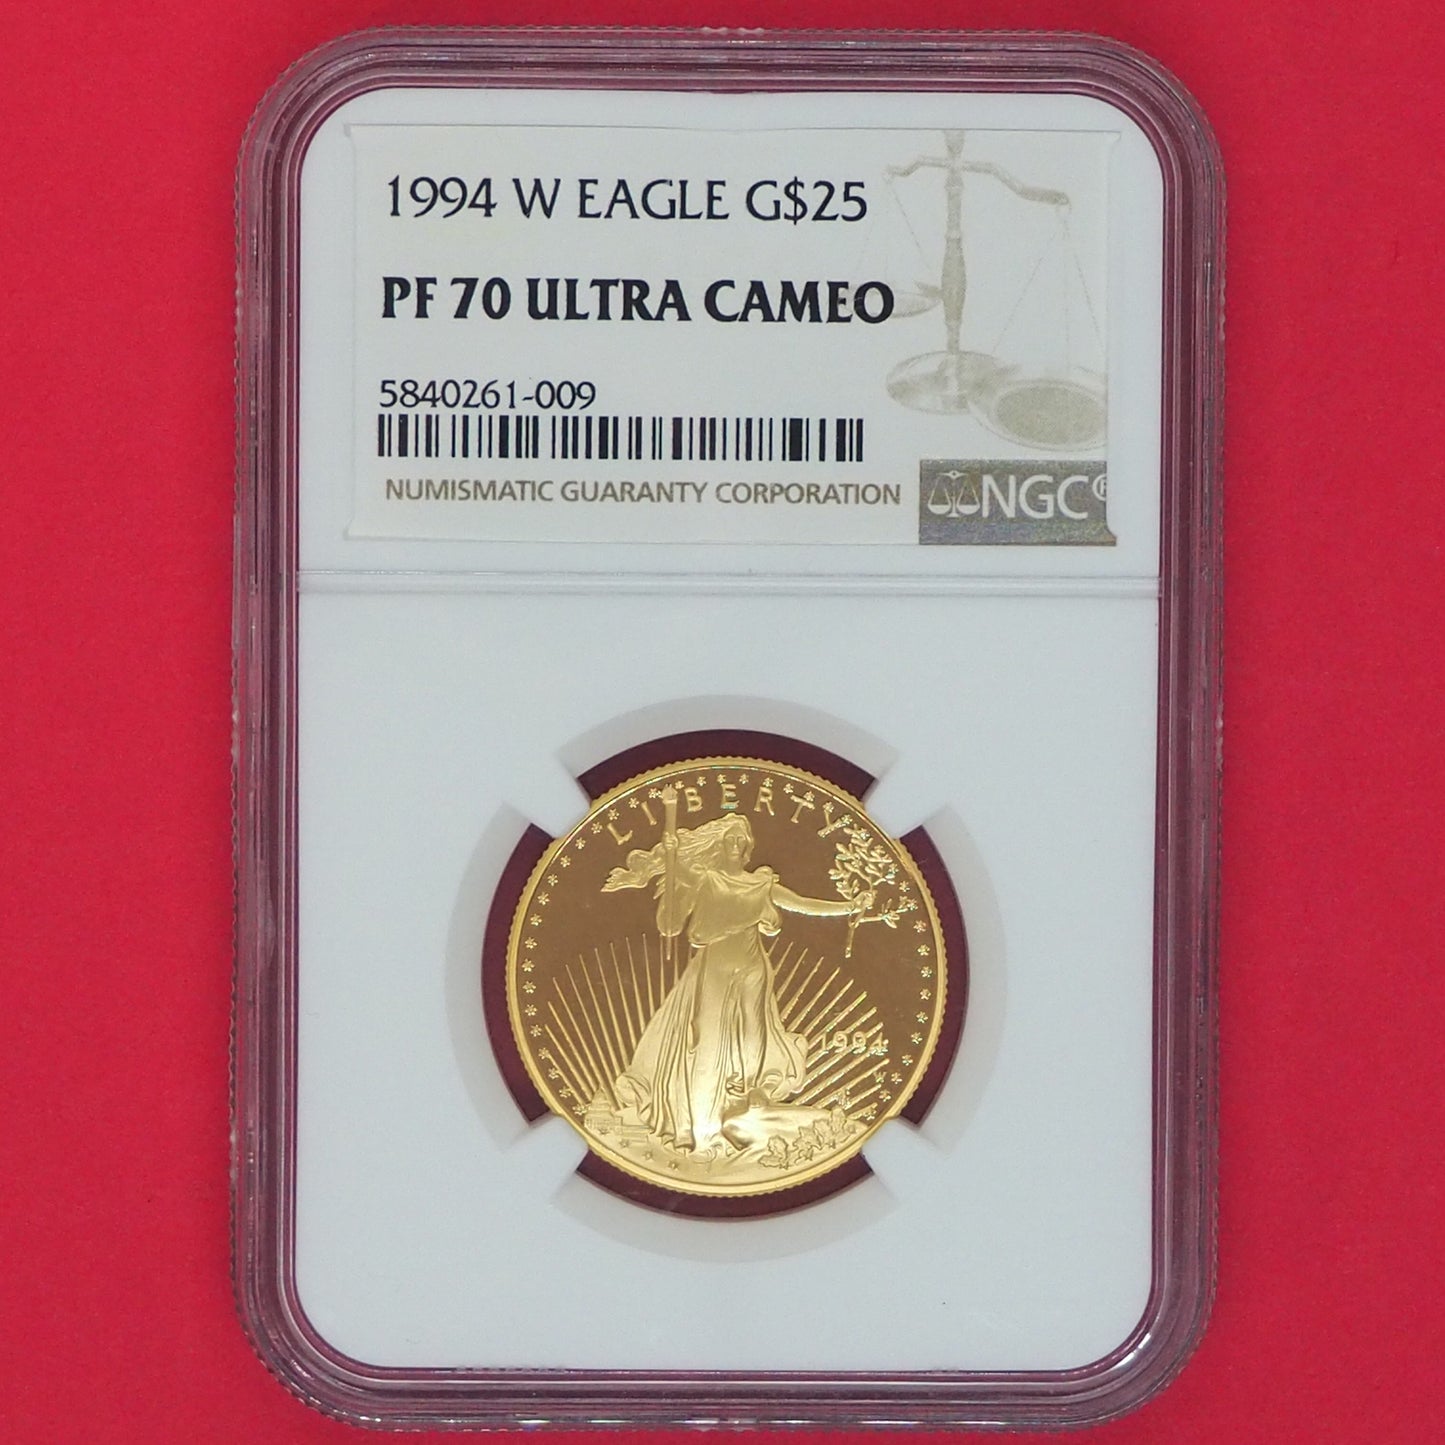 1994 W EAGLE G$25
PF 70 ULTRA CAMEO
5840261-009
NUMISMATIC GUARANTY CORPORATION
NGC®
LIBERTY
1994
W